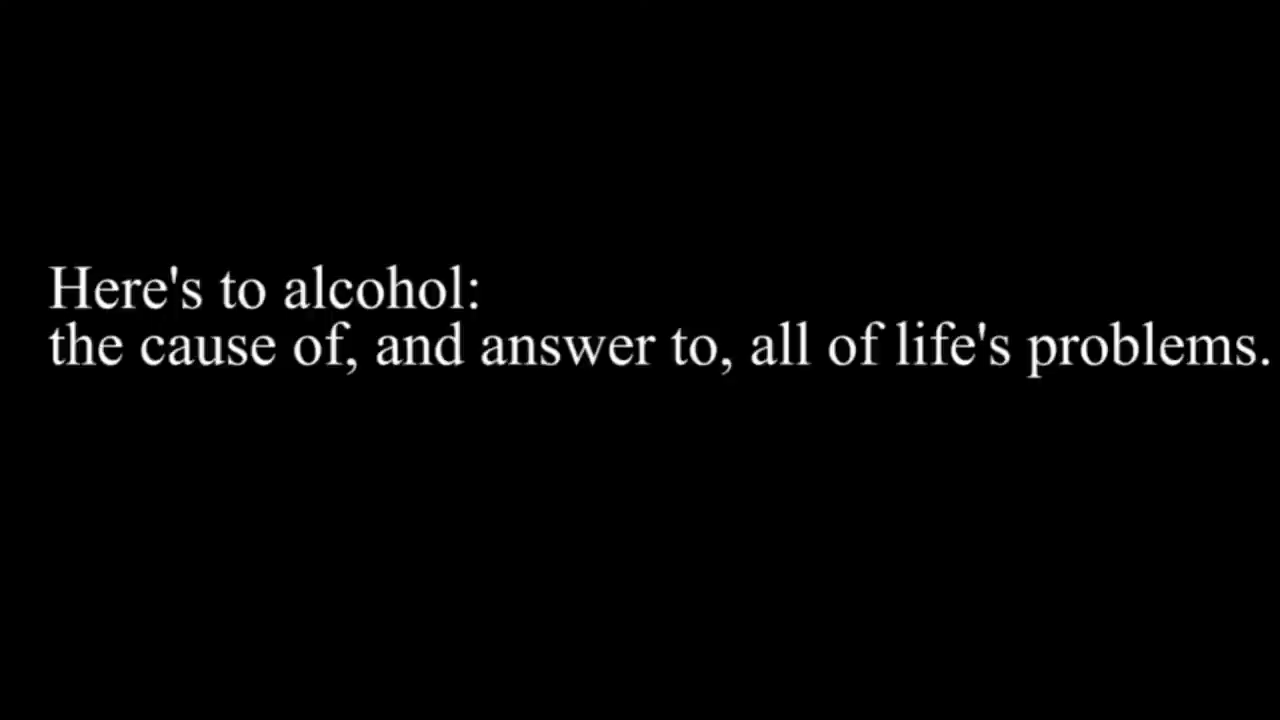 Here's to alcohol:
the cause of, and answer to, all of life's problems.